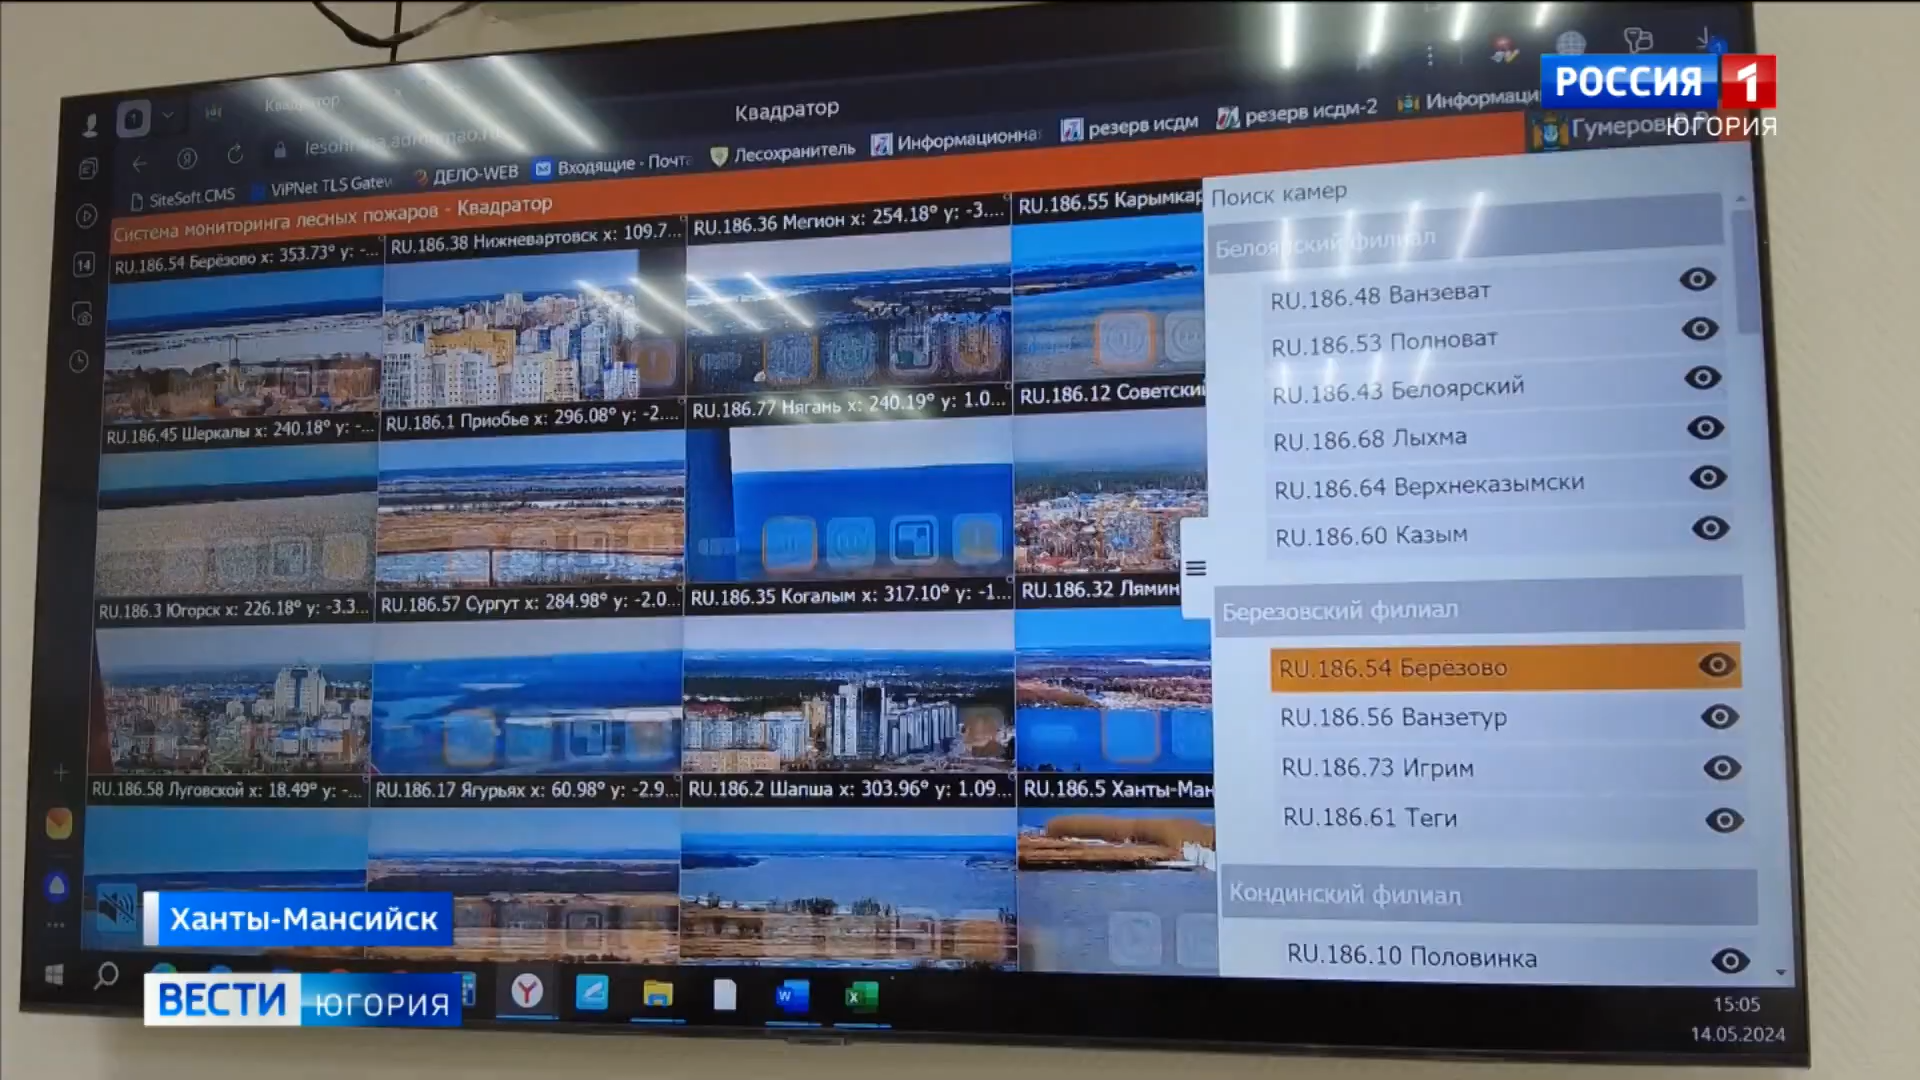 РОССИЯ 1
ЮГОРИЯ
1
Квадратор
Квадратор
SiteSoft.CMS
ViPNet TLS Gatew
ДЕЛО-WEB
Входящие - Почта
Лесохранитель
Информационна
резерв исдм
резерв исдм-2
Информаци
Система мониторинга лесных пожаров - Квадратор
14
RU.186.54 Берёзово x: 353.73° y: -...
RU.186.38 Нижневартовск x: 109.7...
RU.186.36 Мегион x: 254.18° y: -3....
RU.186.55 Карымкар
RU.186.45 Шеркалы x: 240.18° y: -...
RU.186.1 Приобье x: 296.08° y: -2....
RU.186.77 Нягань x: 240.19° y: 1.0...
RU.186.12 Советский
RU.186.3 Югорск x: 226.18° y: -3.3...
RU.186.57 Сургут x: 284.98° y: -2.0...
RU.186.35 Когалым x: 317.10° y: -1...
RU.186.32 Лямин
RU.186.58 Луговской x: 18.49° y: -...
RU.186.17 Ягурьях x: 60.98° y: -2.9...
RU.186.2 Шапша x: 303.96° y: 1.09...
RU.186.5 Ханты-Ман
Поиск камер
Белоярский филиал
RU.186.48 Ванзеват
RU.186.53 Полноват
RU.186.43 Белоярский
RU.186.68 Лыхма
RU.186.64 Верхнеказымски
RU.186.60 Казым
Березовский филиал
RU.186.54 Берёзово
RU.186.56 Ванзетур
RU.186.73 Игрим
RU.186.61 Теги
Кондинский филиал
RU.186.10 Половинка
Ханты-Мансийск
ВЕСТИ ЮГОРИЯ
15:05
14.05.2024